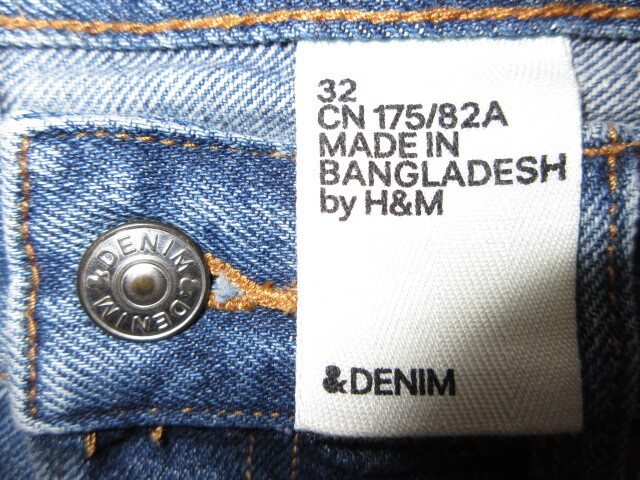 32
CN 175/82A
MADE IN
BANGLADESH
by H&M
&DENIM
&DENIM&DENIM